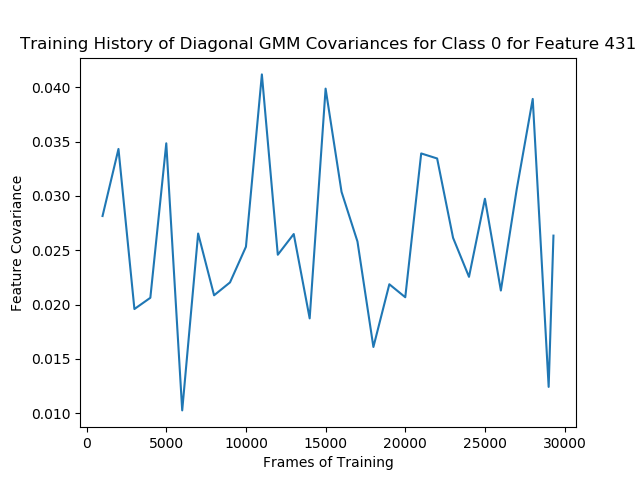 Training History of Diagonal GMM Covariances for Class 0 for Feature 431
0.040
0.035
0.030
0.025
0.020
0.015
0.010
Feature Covariance
0 5000 10000 15000 20000 25000 30000
Frames of Training